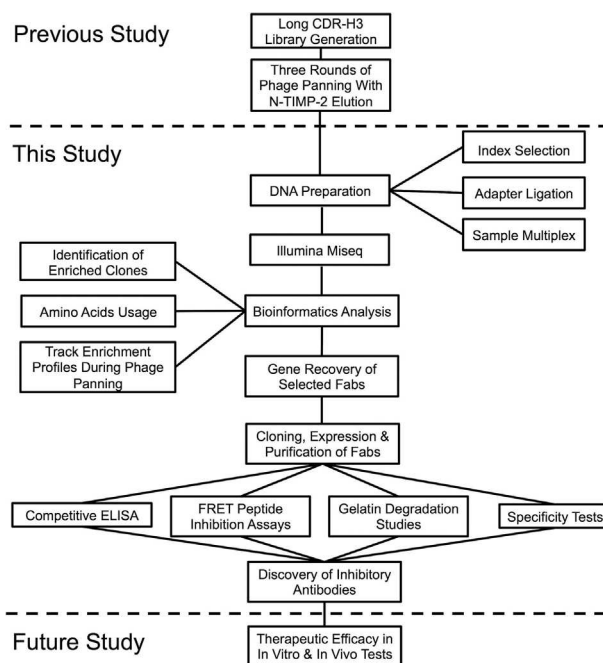 Previous Study
Long CDR-H3
Library Generation
Three Rounds of
Phage Panning With
N-TIMP-2 Elution
This Study
Index Selection
DNA Preparation
Adapter Ligation
Sample Multiplex
Illumina Miseq
Identification of
Enriched Clones
Amino Acids Usage
Bioinformatics Analysis
Track Enrichment
Profiles During Phage
Panning
Gene Recovery of
Selected Fabs
Cloning, Expression &
Purification of Fabs
Competitive ELISA
FRET Peptide
Inhibition Assays
Gelatin Degradation
Studies
Specificity Tests
Discovery of Inhibitory
Antibodies
Future Study
Therapeutic Efficacy in
In Vitro & In Vivo Tests